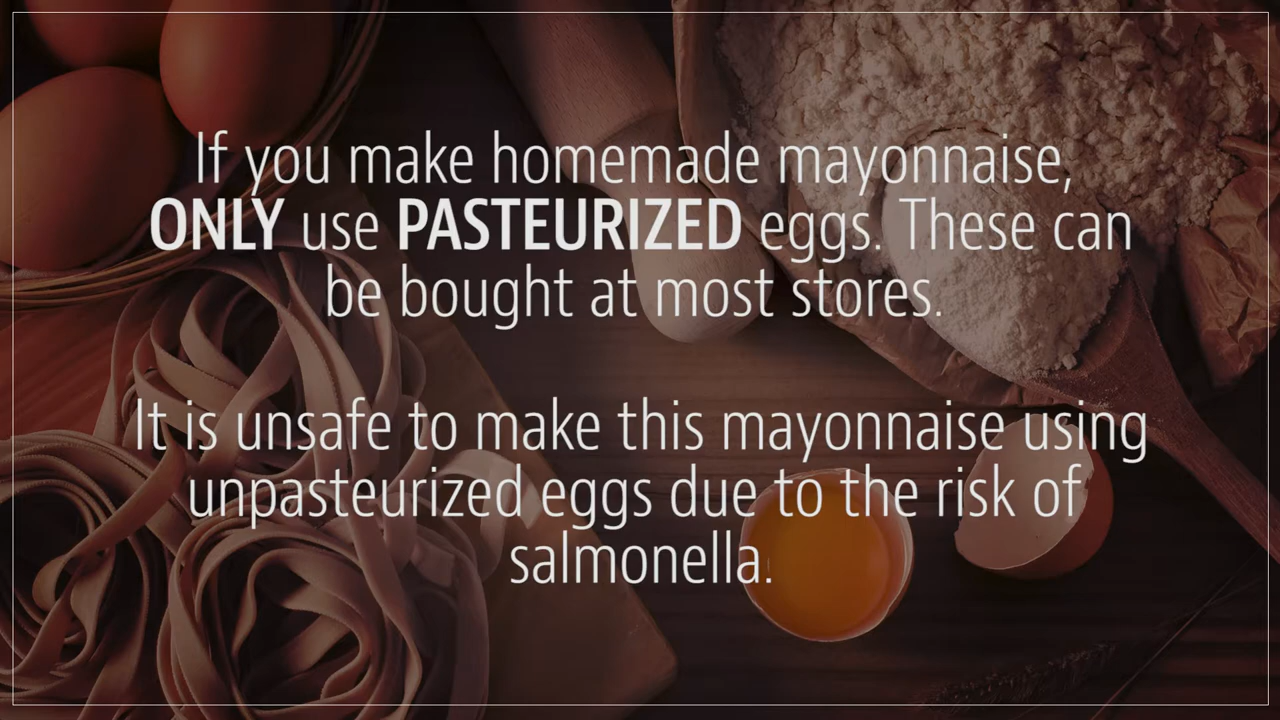 If you make homemade mayonnaise,
ONLY use PASTEURIZED eggs. These can
be bought at most stores.
It is unsafe to make this mayonnaise using
unpasteurized eggs due to the risk of
salmonella.